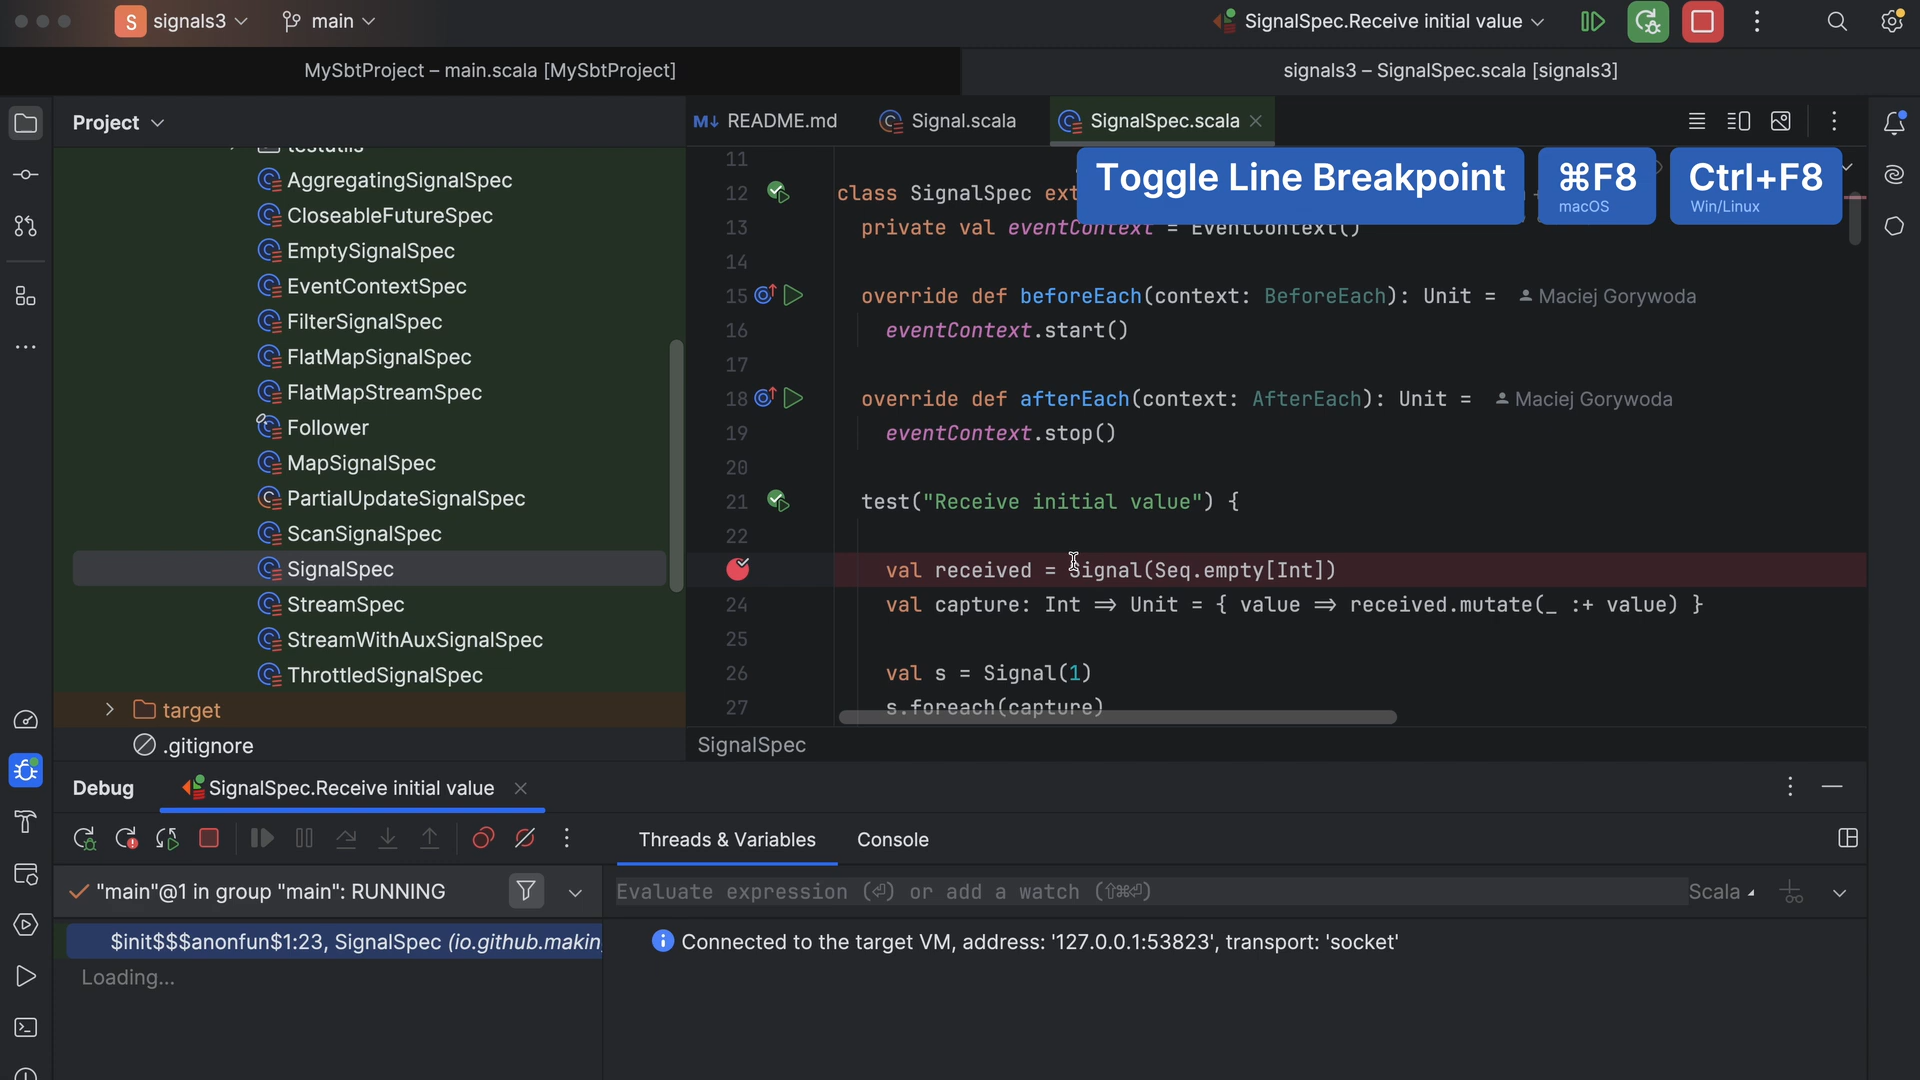 S signals3 main SignalSpec.Receive initial value
MySbtProject – main.scala [MySbtProject] signals3 – SignalSpec.scala [signals3]
Project
testutils
AggregatingSignalSpec
CloseableFutureSpec
EmptySignalSpec
EventContextSpec
FilterSignalSpec
FlatMapSignalSpec
FlatMapStreamSpec
Follower
MapSignalSpec
PartialUpdateSignalSpec
ScanSignalSpec
SignalSpec
StreamSpec
StreamWithAuxSignalSpec
ThrottledSignalSpec
target
.gitignore
M↓ README.md Signal.scala SignalSpec.scala
Toggle Line Breakpoint ⌘F8 Ctrl+F8
macOS Win/Linux
11
12 class SignalSpec ext
13 private val eventContext = EventContext()
14
15 override def beforeEach(context: BeforeEach): Unit = Maciej Gorywoda
16 eventContext.start()
17
18 override def afterEach(context: AfterEach): Unit = Maciej Gorywoda
19 eventContext.stop()
20
21 test("Receive initial value") {
22
val received = Signal(Seq.empty[Int])
24 val capture: Int ⇒ Unit = { value ⇒ received.mutate(_ :+ value) }
25
26 val s = Signal(1)
27 s.foreach(capture)
SignalSpec
Debug SignalSpec.Receive initial value
Threads & Variables Console
"main"@1 in group "main": RUNNING
Evaluate expression (⏎) or add a watch (⇧⌘⏎) Scala
$init$$$anonfun$1:23, SignalSpec (io.github.makin
Loading...
Connected to the target VM, address: '127.0.0.1:53823', transport: 'socket'